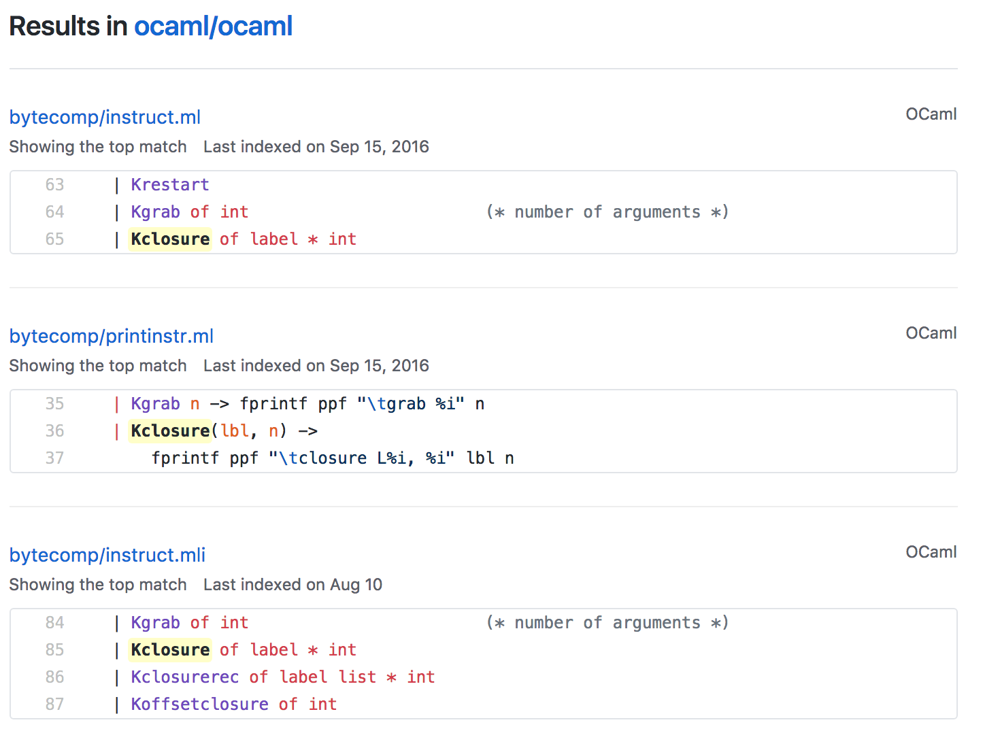 Results in ocaml/ocaml
bytecomp/instruct.ml OCaml
Showing the top match Last indexed on Sep 15, 2016
63 | Krestart
64 | Kgrab of int (* number of arguments *)
65 | Kclosure of label * int
bytecomp/printinstr.ml OCaml
Showing the top match Last indexed on Sep 15, 2016
35 | Kgrab n -> fprintf ppf "\tgrab %i" n
36 | Kclosure(lbl, n) ->
37 fprintf ppf "\tclosure L%i, %i" lbl n
bytecomp/instruct.mli OCaml
Showing the top match Last indexed on Aug 10
84 | Kgrab of int (* number of arguments *)
85 | Kclosure of label * int
86 | Kclosurerec of label list * int
87 | Koffsetclosure of int